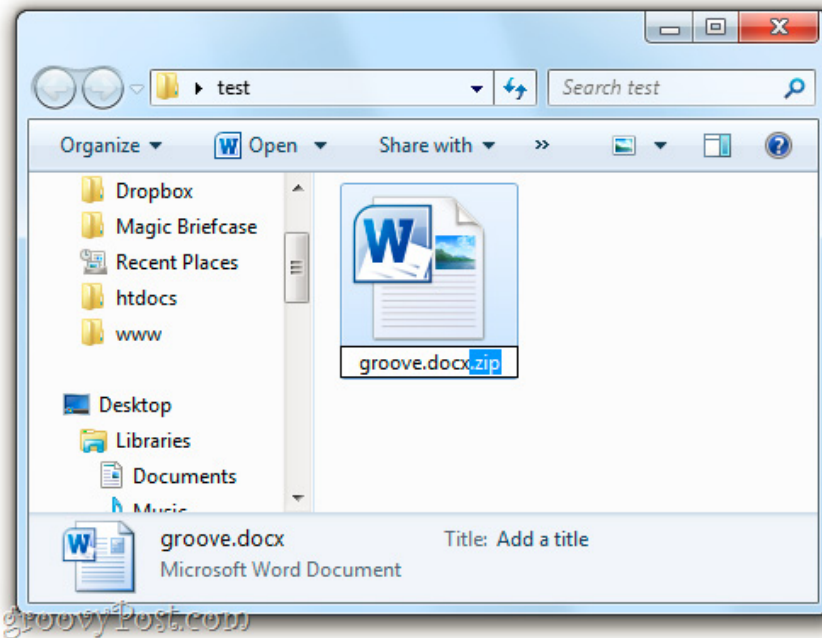 test
Search test
Organize
W Open
Share with
»
?
Dropbox
Magic Briefcase
Recent Places
htdocs
www
W
groove.docx.zip
Desktop
Libraries
Documents
Music
W
groove.docx
Title: Add a title
Microsoft Word Document
groovyPost.com